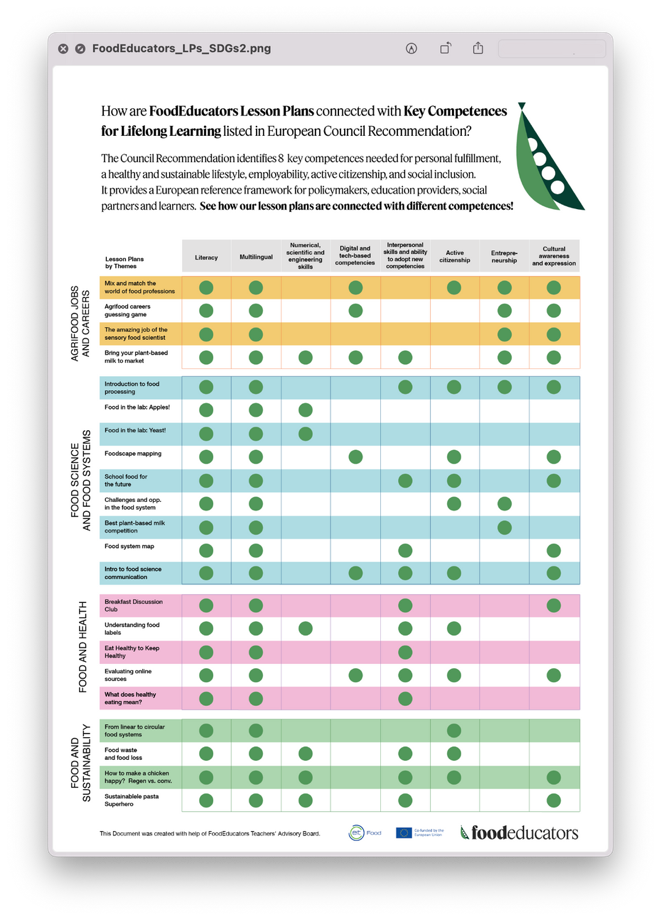 FoodEducators_LPs_SDGs2.png
How are FoodEducators Lesson Plans connected with Key Competences
for Lifelong Learning listed in European Council Recommendation?
The Council Recommendation identifies 8 key competences needed for personal fulfillment,
a healthy and sustainable lifestyle, employability, active citizenship, and social inclusion.
It provides a European reference framework for policymakers, education providers, social
partners and learners. See how our lesson plans are connected with different competences!
Lesson Plans
by Themes
Literacy
Multilingual
Numerical,
scientific and
engineering
skills
Digital and
tech-based
competencies
Interpersonal
skills and ability
to adopt new
competencies
Active
citizenship
Entrepre-
neurship
Cultural
awareness
and expression
AGRIFOOD JOBS
AND CAREERS
Mix and match the
world of food professions
Agrifood careers
guessing game
The amazing job of the
sensory food scientist
Bring your plant-based
milk to market
FOOD SCIENCE
AND FOOD SYSTEMS
Introduction to food
processing
Food in the lab: Apples!
Food in the lab: Yeast!
Foodscape mapping
School food for
the future
Challenges and opp.
in the food system
Best plant-based milk
competition
Food system map
Intro to food science
communication
FOOD AND HEALTH
Breakfast Discussion
Club
Understanding food
labels
Eat Healthy to Keep
Healthy
Evaluating online
sources
What does healthy
eating mean?
FOOD AND
SUSTAINABILITY
From linear to circular
food systems
Food waste
and food loss
How to make a chicken
happy? Regen vs. conv.
Sustainablele pasta
Superhero
This Document was created with help of FoodEducators Teachers' Advisory Board.
eit Food
Co-funded by the
European Union
foodeducators